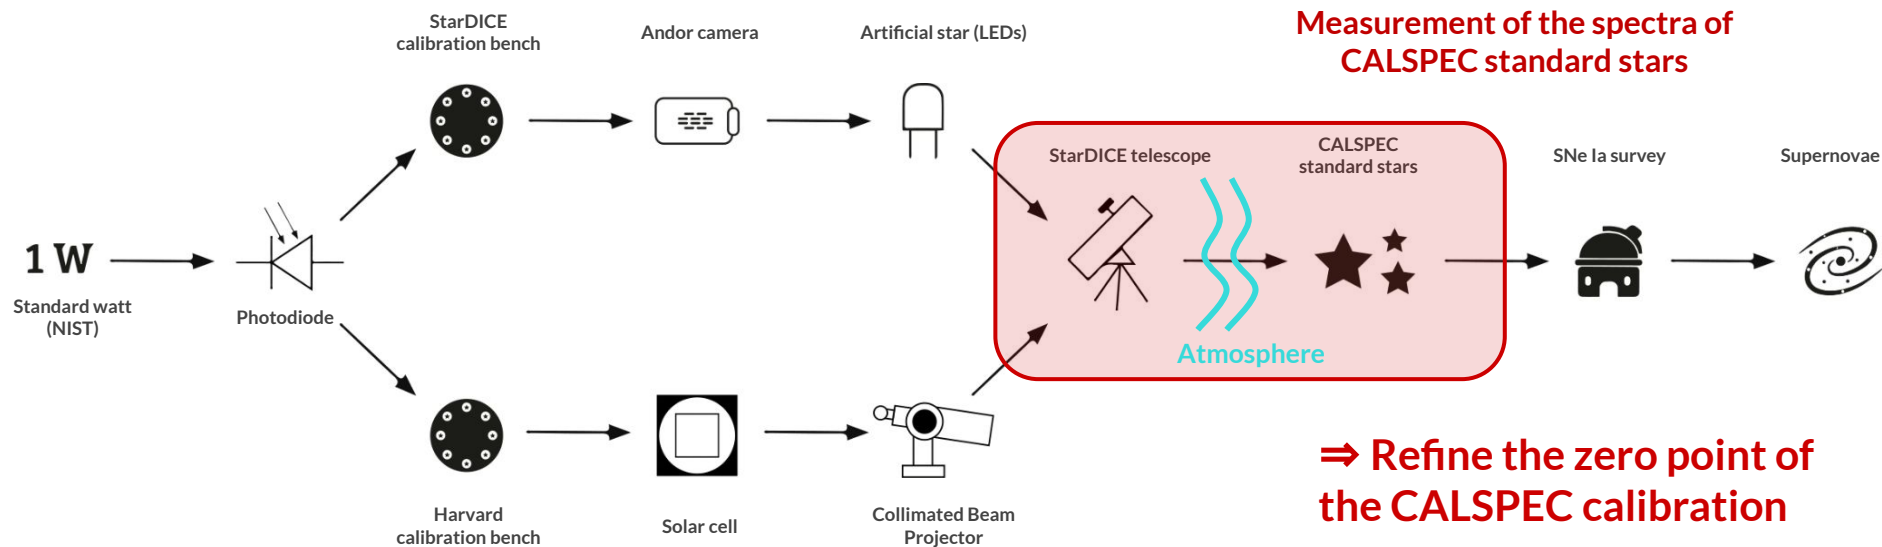 StarDICE
calibration bench
Andor camera
Artificial star (LEDs)
Measurement of the spectra of
CALSPEC standard stars
StarDICE telescope
CALSPEC
standard stars
SNe Ia survey
Supernovae
1 W
Standard watt
(NIST)
Photodiode
Atmosphere
Harvard
calibration bench
Solar cell
Collimated Beam
Projector
⇒ Refine the zero point of
the CALSPEC calibration